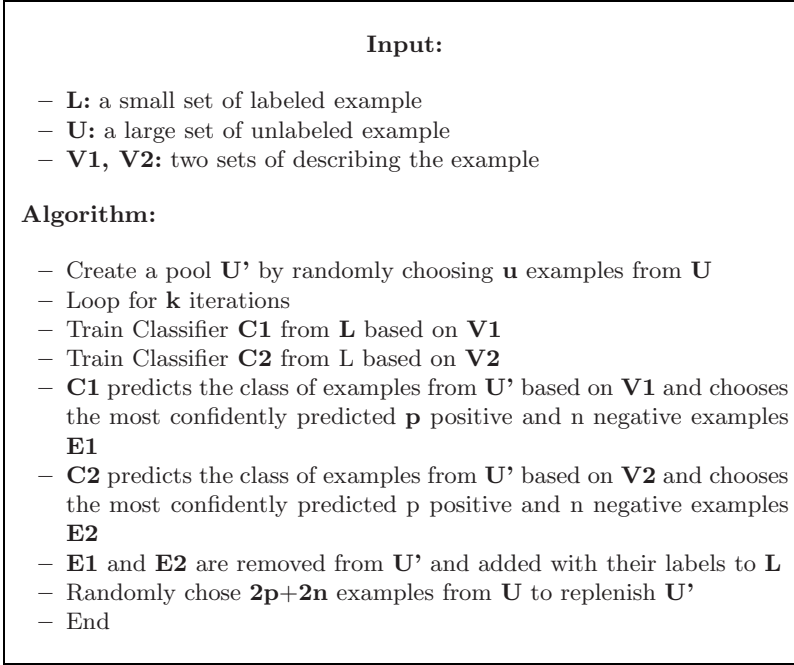 Input:
– L: a small set of labeled example
– U: a large set of unlabeled example
– V1, V2: two sets of describing the example
Algorithm:
– Create a pool U’ by randomly choosing u examples from U
– Loop for k iterations
– Train Classifier C1 from L based on V1
– Train Classifier C2 from L based on V2
– C1 predicts the class of examples from U’ based on V1 and chooses
the most confidently predicted p positive and n negative examples
E1
– C2 predicts the class of examples from U’ based on V2 and chooses
the most confidently predicted p positive and n negative examples
E2
– E1 and E2 are removed from U’ and added with their labels to L
– Randomly chose 2p+2n examples from U to replenish U’
– End